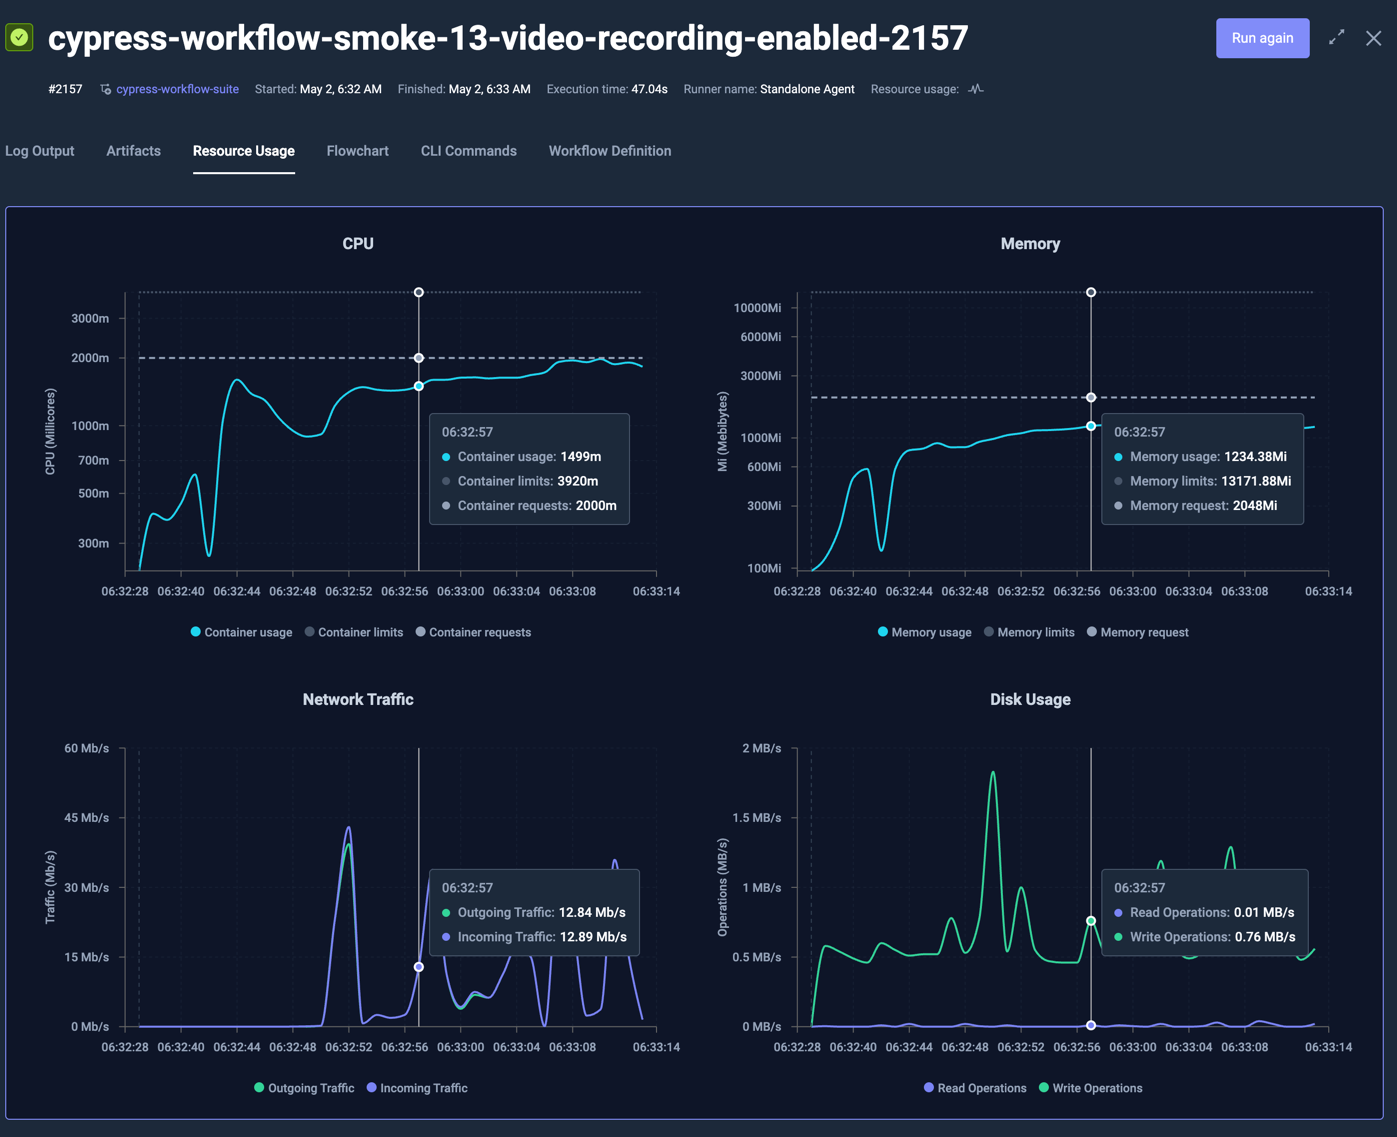 cypress-workflow-smoke-13-video-recording-enabled-2157
Run again
#2157 cypress-workflow-suite Started: May 2, 6:32 AM Finished: May 2, 6:33 AM Execution time: 47.04s Runner name: Standalone Agent Resource usage:
Log Output Artifacts Resource Usage Flowchart CLI Commands Workflow Definition
CPU
CPU (Millicores)
3000m
2000m
1000m
700m
500m
300m
06:32:57
Container usage: 1499m
Container limits: 3920m
Container requests: 2000m
06:32:28 06:32:40 06:32:44 06:32:48 06:32:52 06:32:56 06:33:00 06:33:04 06:33:08 06:33:14
Container usage Container limits Container requests
Memory
Mi (Mebibytes)
10000Mi
6000Mi
3000Mi
1000Mi
600Mi
300Mi
100Mi
06:32:57
Memory usage: 1234.38Mi
Memory limits: 13171.88Mi
Memory request: 2048Mi
06:32:28 06:32:40 06:32:44 06:32:48 06:32:52 06:32:56 06:33:00 06:33:04 06:33:08 06:33:14
Memory usage Memory limits Memory request
Network Traffic
Traffic (Mb/s)
60 Mb/s
45 Mb/s
30 Mb/s
15 Mb/s
0 Mb/s
06:32:57
Outgoing Traffic: 12.84 Mb/s
Incoming Traffic: 12.89 Mb/s
06:32:28 06:32:40 06:32:44 06:32:48 06:32:52 06:32:56 06:33:00 06:33:04 06:33:08 06:33:14
Outgoing Traffic Incoming Traffic
Disk Usage
Operations (MB/s)
2 MB/s
1.5 MB/s
1 MB/s
0.5 MB/s
0 MB/s
06:32:57
Read Operations: 0.01 MB/s
Write Operations: 0.76 MB/s
06:32:28 06:32:40 06:32:44 06:32:48 06:32:52 06:32:56 06:33:00 06:33:04 06:33:08 06:33:14
Read Operations Write Operations